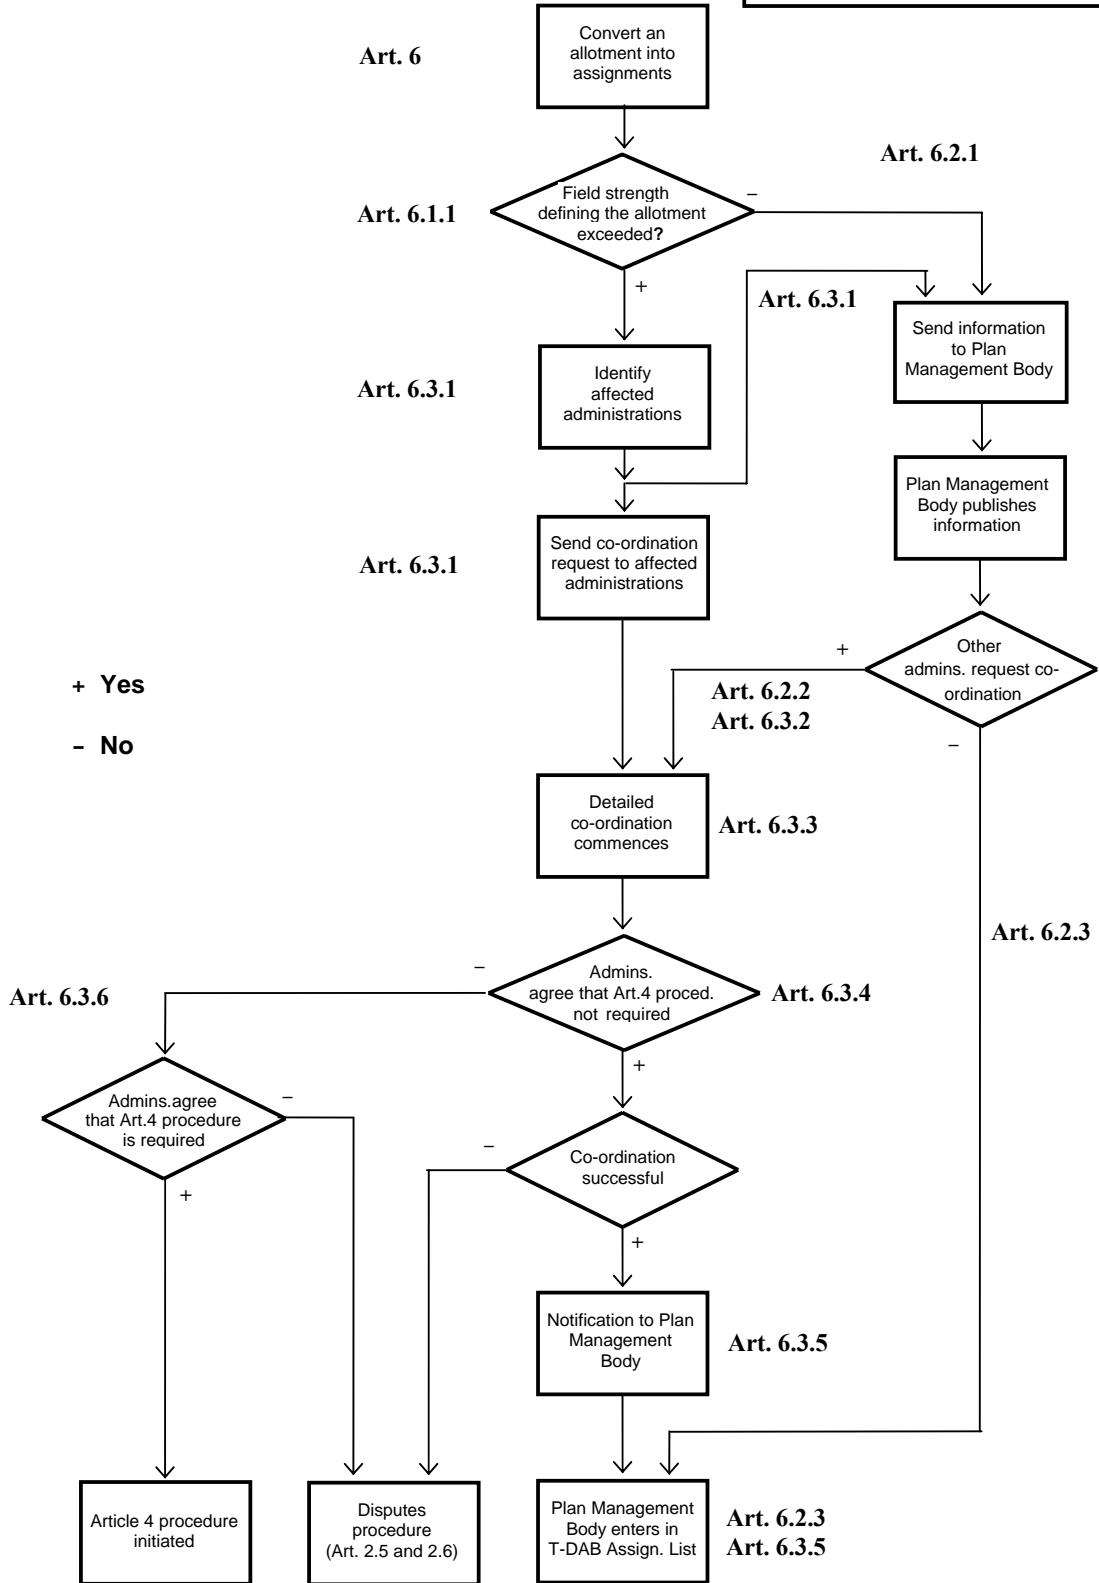 Convert an
allotment into
assignments
Art. 6
Art. 6.2.1
Field strength
defining the allotment
exceeded?
−
Art. 6.1.1
+
Art. 6.3.1
Send information
to Plan
Management Body
Identify
affected
administrations
Art. 6.3.1
Plan Management
Body publishes
information
Send co-ordination
request to affected
administrations
Art. 6.3.1
Other
admins. request co-
ordination
+
Art. 6.2.2
Art. 6.3.2
−
+ Yes
− No
Detailed
co-ordination
commences
Art. 6.3.3
Art. 6.2.3
Admins.
agree that Art.4 proced.
not required
−
Art. 6.3.4
Art. 6.3.6
+
Admins.agree
that Art.4 procedure
is required
−
+
Co-ordination
successful
−
+
Notification to Plan
Management
Body
Art. 6.3.5
Article 4 procedure
initiated
Disputes
procedure
(Art. 2.5 and 2.6)
Plan Management
Body enters in
T-DAB Assign. List
Art. 6.2.3
Art. 6.3.5